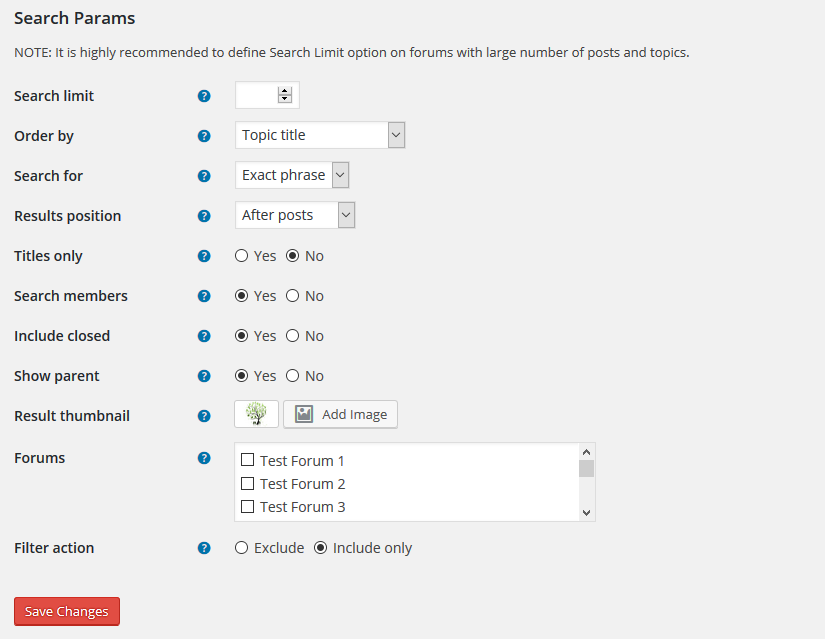 Search Params
NOTE: It is highly recommended to define Search Limit option on forums with large number of posts and topics.
Search limit ?
Order by ? Topic title
Search for ? Exact phrase
Results position ? After posts
Titles only ? Yes No
Search members ? Yes No
Include closed ? Yes No
Show parent ? Yes No
Result thumbnail ? Add Image
Forums ? Test Forum 1
Test Forum 2
Test Forum 3
Filter action ? Exclude Include only
Save Changes